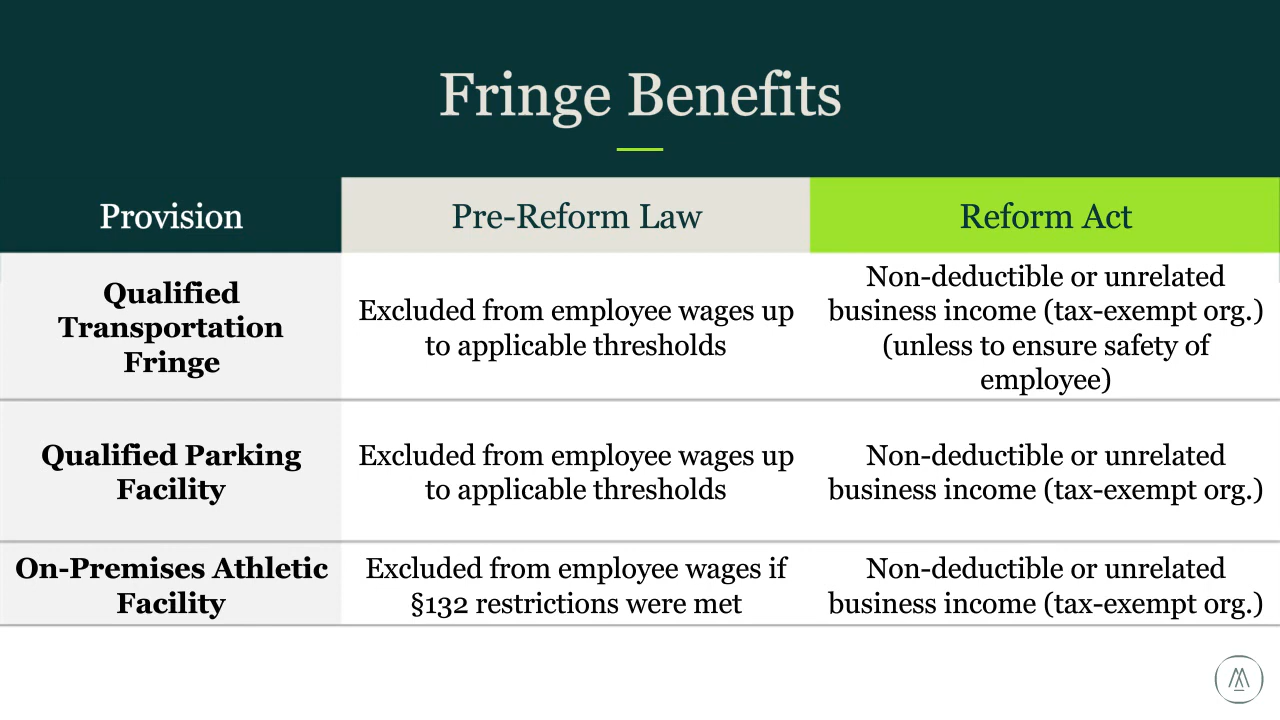 Fringe Benefits
Provision
Pre-Reform Law
Reform Act
Qualified
Transportation
Fringe
Excluded from employee wages up
to applicable thresholds
Non-deductible or unrelated
business income (tax-exempt org.)
(unless to ensure safety of
employee)
Qualified Parking
Facility
Excluded from employee wages up
to applicable thresholds
Non-deductible or unrelated
business income (tax-exempt org.)
On-Premises Athletic
Facility
Excluded from employee wages if
§132 restrictions were met
Non-deductible or unrelated
business income (tax-exempt org.)